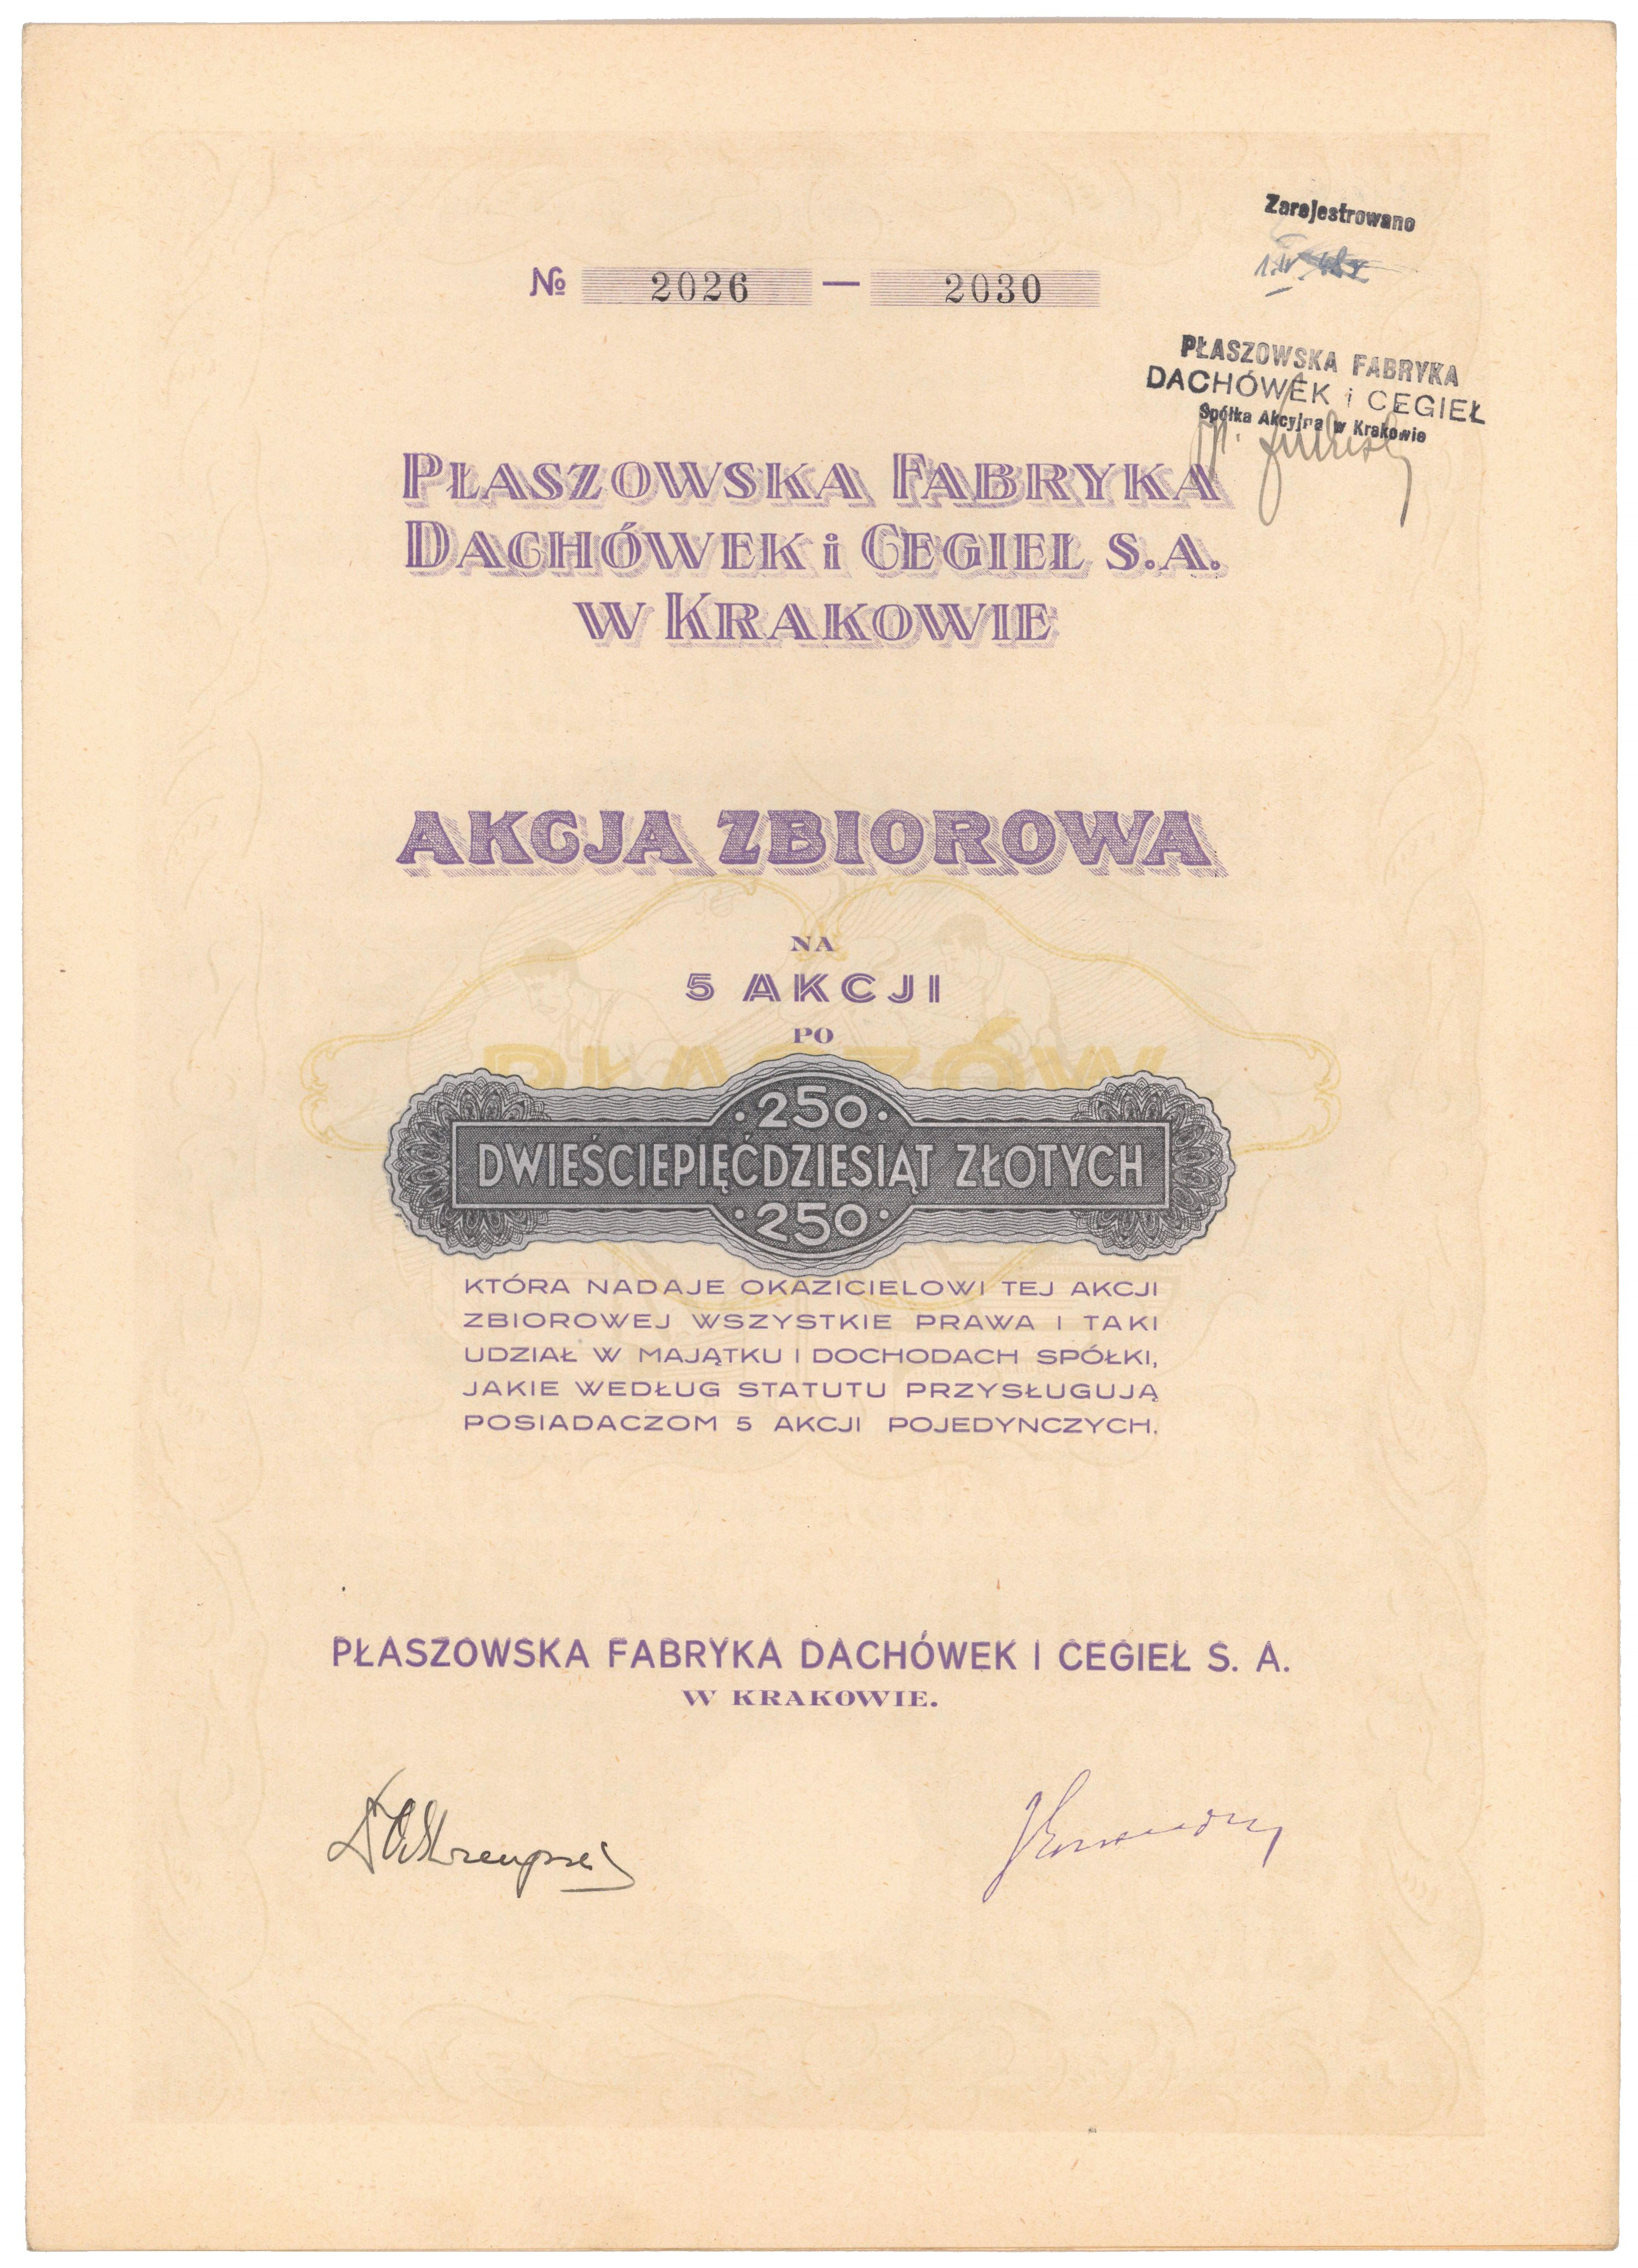 Zarejestrowano
№ 2026 — 2030
PŁASZOWSKA FABRYKA
DACHÓWEK i CEGIEŁ
Spółka Akcyjna w Krakowie
PŁASZOWSKA FABRYKA
DACHÓWEK i CEGIEŁ S.A.
W KRAKOWIE
AKCJA ZBIOROWA
NA
5 AKCJI
PO
PŁASZÓW
·250·
DWIEŚCIEPIĘĆDZIESIĄT ZŁOTYCH
·250·
KTÓRA NADAJE OKAZICIELOWI TEJ AKCJI
ZBIOROWEJ WSZYSTKIE PRAWA I TAKI
UDZIAŁ W MAJĄTKU I DOCHODACH SPÓŁKI,
JAKIE WEDŁUG STATUTU PRZYSŁUGUJĄ
POSIADACZOM 5 AKCJI POJEDYNCZYCH.
PŁASZOWSKA FABRYKA DACHÓWEK I CEGIEŁ S. A.
W KRAKOWIE.